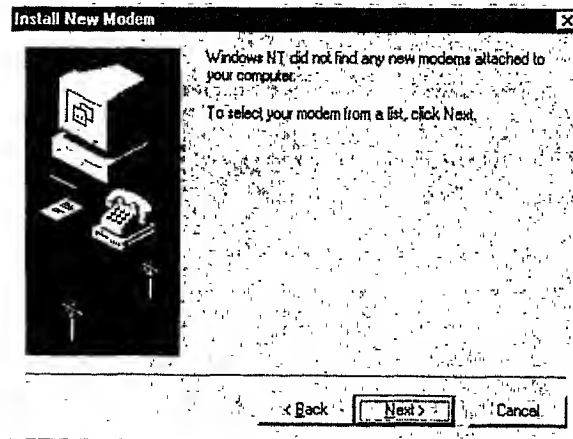 Install New Modem
Windows NT did not find any new modems attached to
your computer.
To select your modem from a list, click Next.
< Back
Next >
Cancel